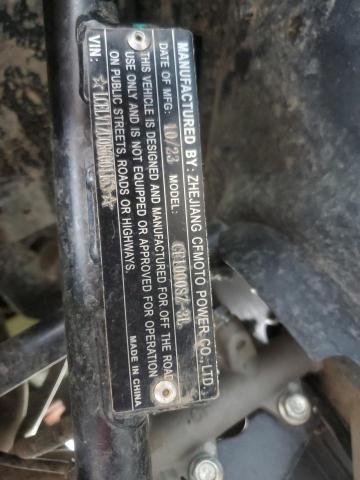 MANUFACTURED BY: ZHEJIANG CFMOTO POWER CO., LTD.
DATE OF MFG: 10/23 MODEL: CF1000SZ-3L
THIS VEHICLE IS DESIGNED AND MANUFACTURED FOR OFF THE ROAD
USE ONLY AND IS NOT EQUIPPED OR APPROVED FOR OPERATION
ON PUBLIC STREETS, ROADS OR HIGHWAYS.
VIN:
MADE IN CHINA